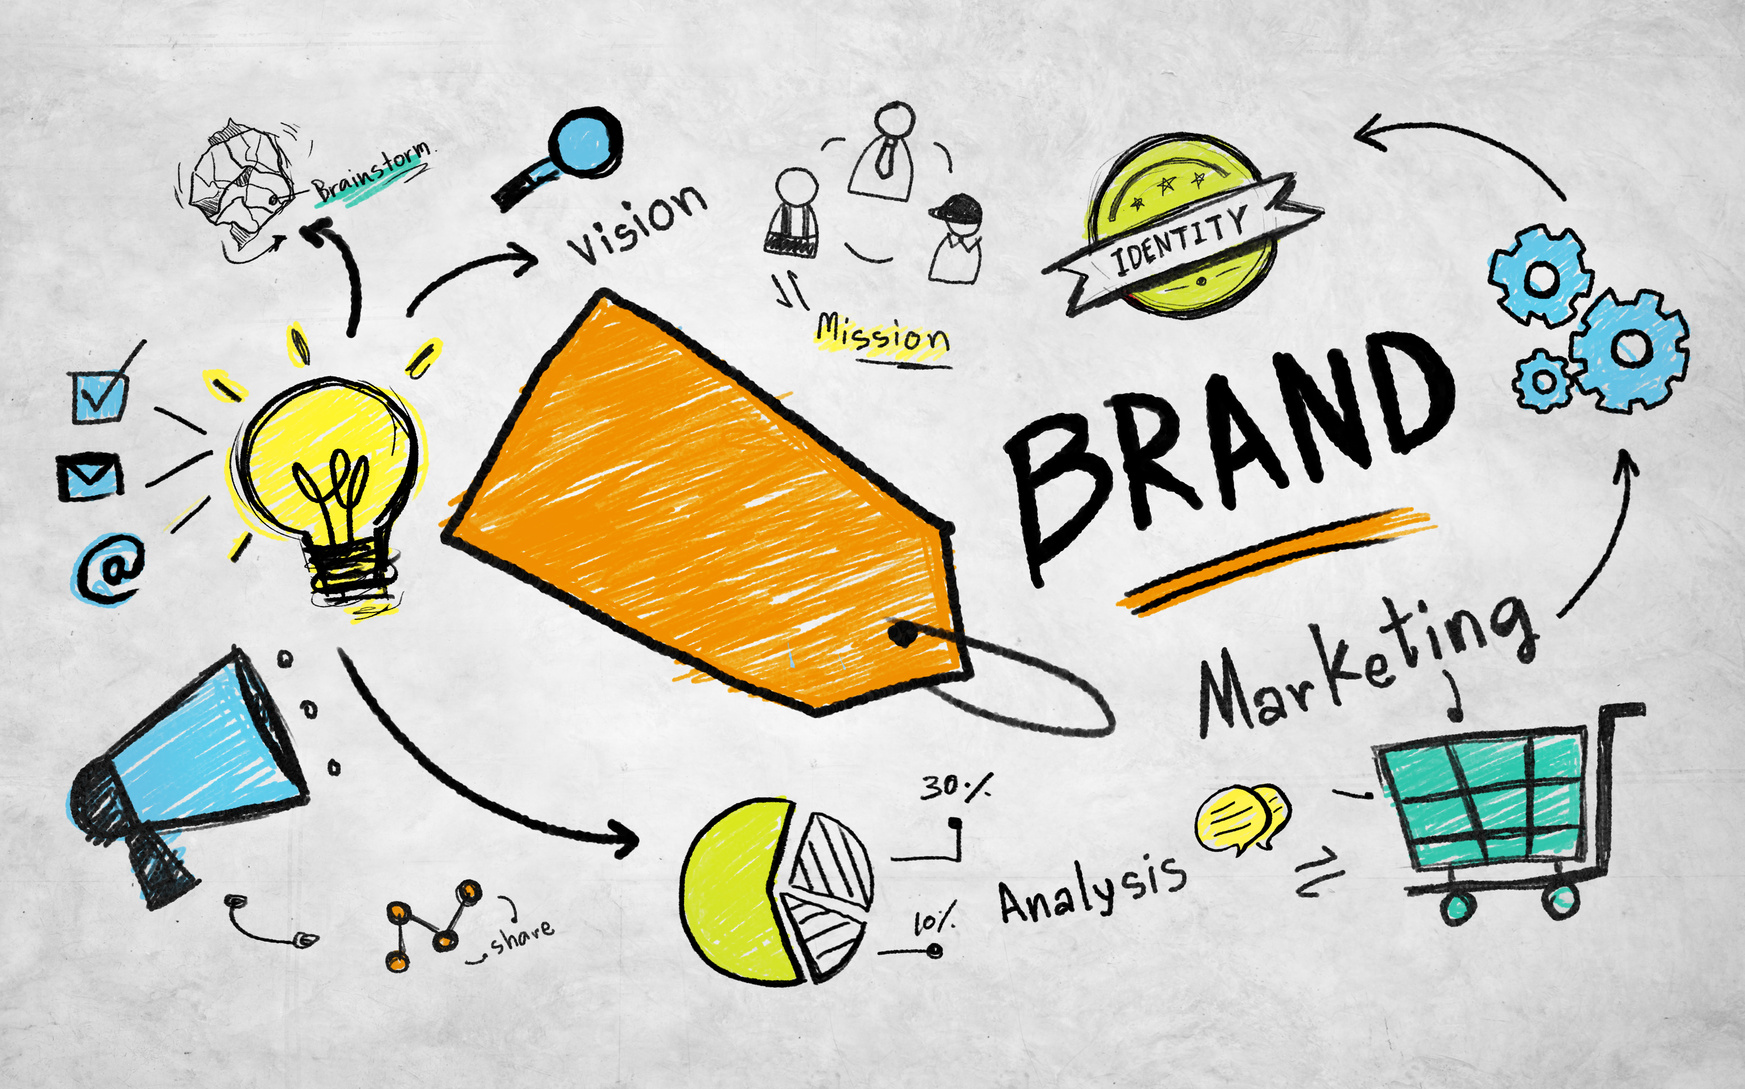 Brainstorm.
Vision
Mission
IDENTITY
BRAND
Marketing
@
30%
10%
Analysis
share